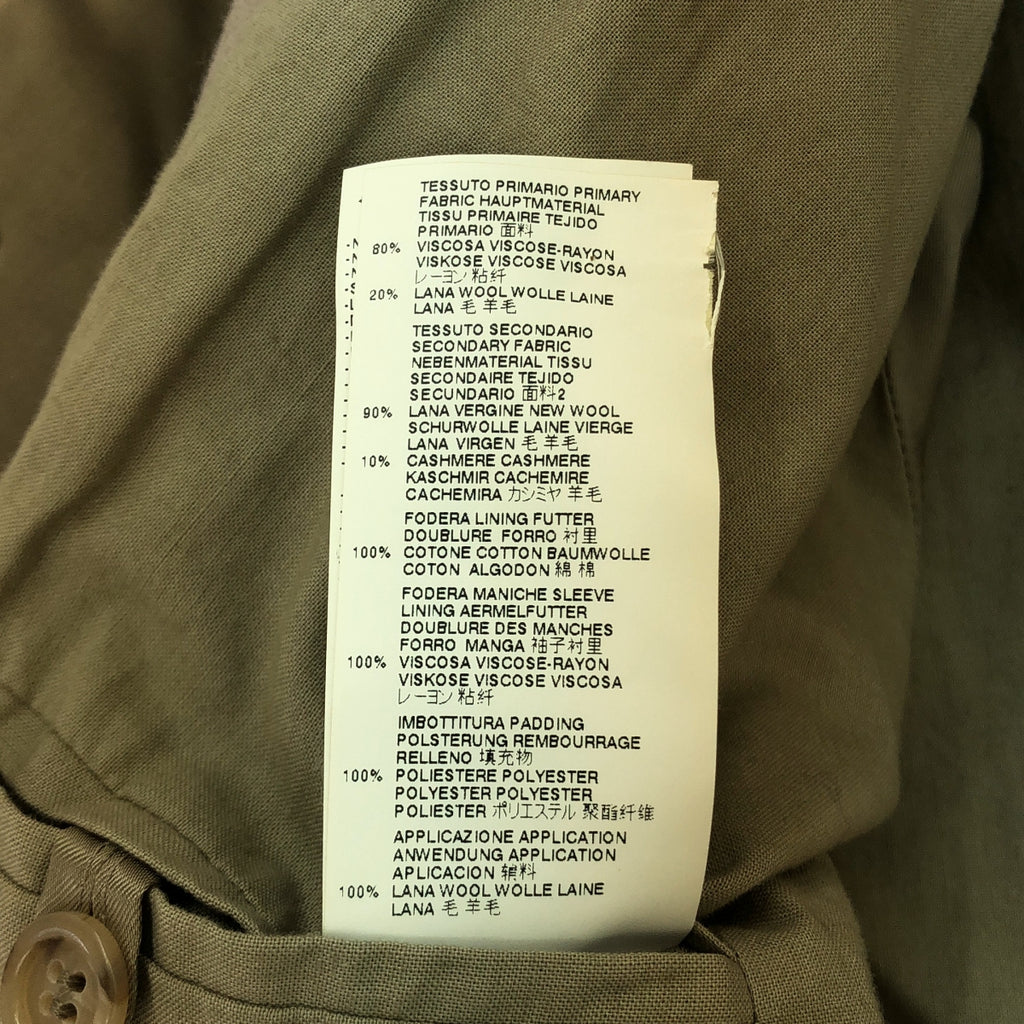 TESSUTO PRIMARIO PRIMARY
FABRIC HAUPTMATERIAL
TISSU PRIMAIRE TEJIDO
PRIMARIO 面料
80% VISCOSA VISCOSE-RAYON
VISKOSE VISCOSE VISCOSA
レーヨン 粘纤
20% LANA WOOL WOLLE LAINE
LANA 毛 羊毛
TESSUTO SECONDARIO
SECONDARY FABRIC
NEBENMATERIAL TISSU
SECONDAIRE TEJIDO
SECUNDARIO 面料2
90% LANA VERGINE NEW WOOL
SCHURWOLLE LAINE VIERGE
LANA VIRGEN 毛 羊毛
10% CASHMERE CASHMERE
KASCHMIR CACHEMIRE
CACHEMIRA カシミヤ 羊毛
FODERA LINING FUTTER
DOUBLURE FORRO 衬里
100% COTONE COTTON BAUMWOLLE
COTON ALGODON 綿 棉
FODERA MANICHE SLEEVE
LINING AERMELFUTTER
DOUBLURE DES MANCHES
FORRO MANGA 袖子衬里
100% VISCOSA VISCOSE-RAYON
VISKOSE VISCOSE VISCOSA
レーヨン 粘纤
IMBOTTITURA PADDING
POLSTERUNG REMBOURRAGE
RELLENO 填充物
100% POLIESTERE POLYESTER
POLYESTER POLYESTER
POLIESTER ポリエステル 聚酯纤维
APPLICAZIONE APPLICATION
ANWENDUNG APPLICATION
APLICACION 辅料
100% LANA WOOL WOLLE LAINE
LANA 毛 羊毛